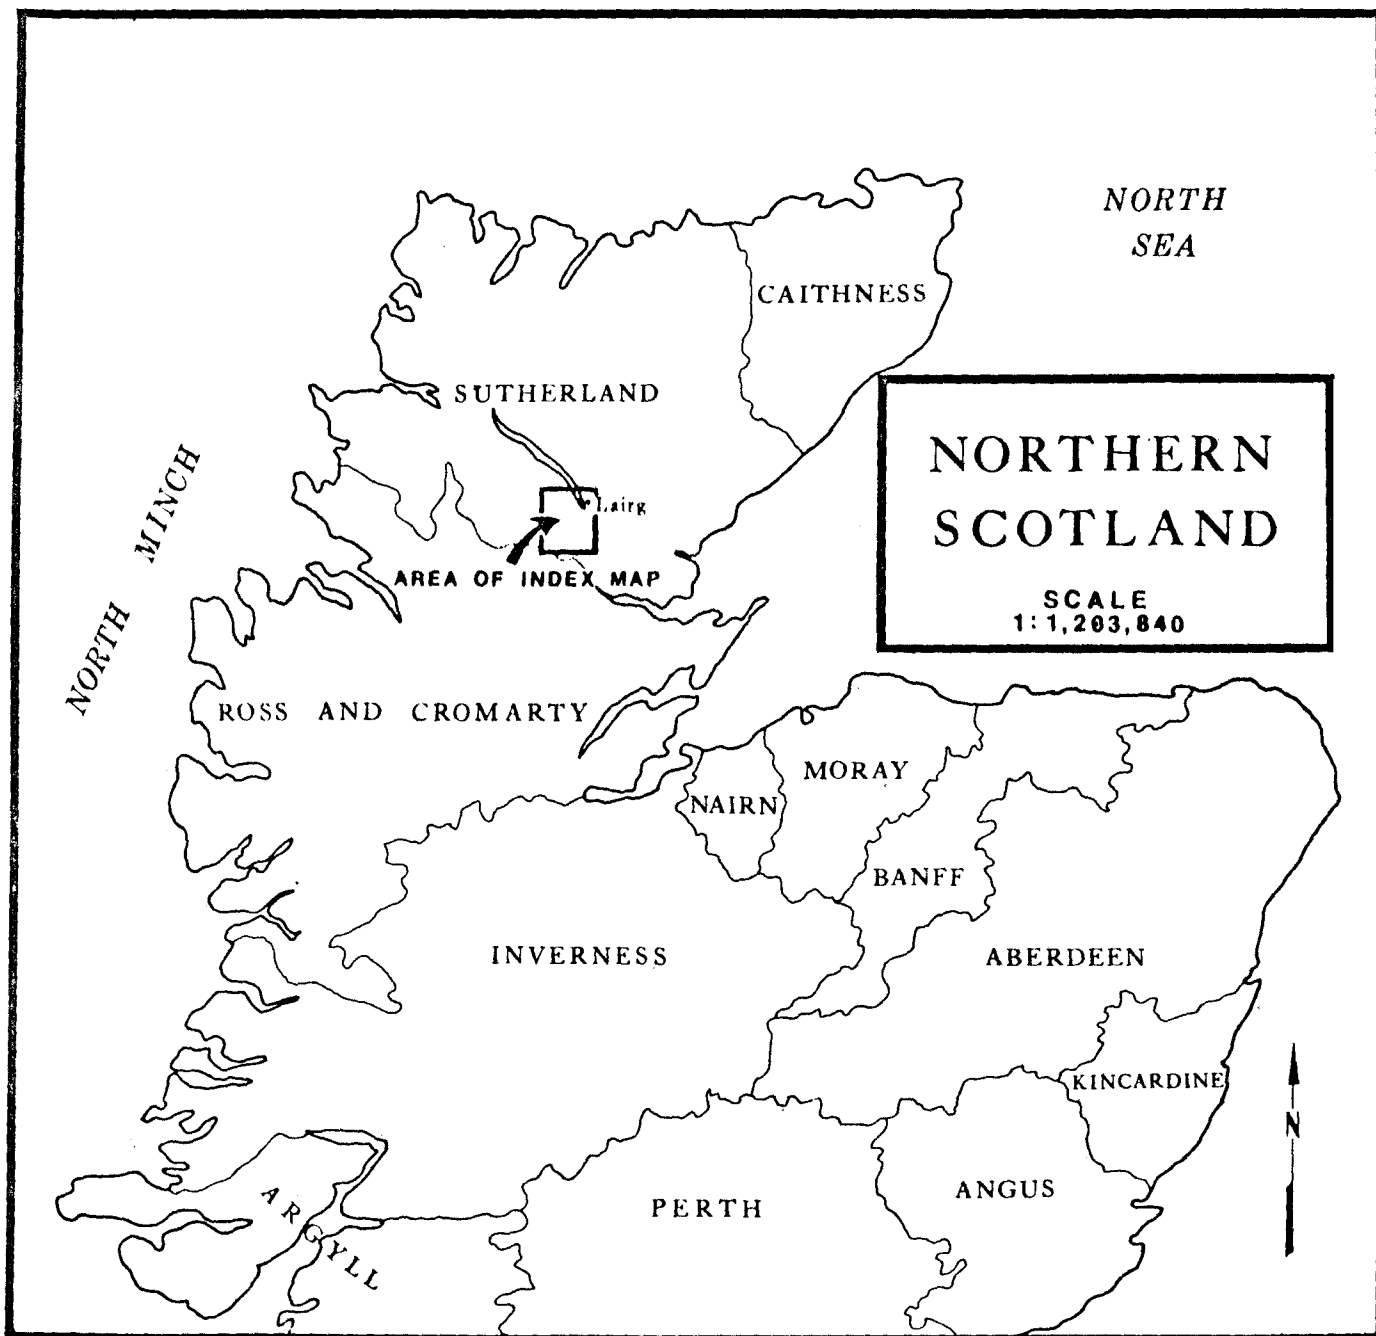 NORTH
SEA
CAITHNESS
SUTHERLAND
NORTH MINCH
Lairg
AREA OF INDEX MAP
NORTHERN
SCOTLAND
SCALE
1:1,203,840
ROSS AND CROMARTY
MORAY
NAIRN
BANFF
INVERNESS
ABERDEEN
KINCARDINE
N
ANGUS
PERTH
ARGYLL